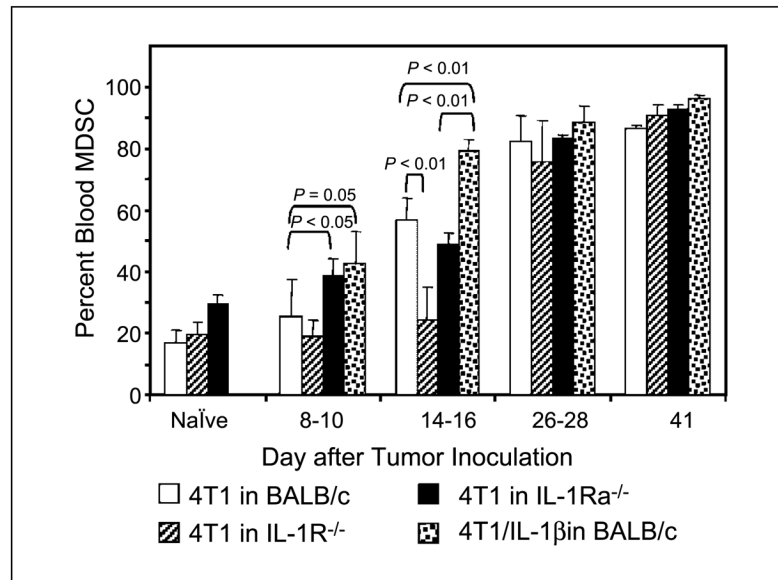 P < 0.01
P < 0.01
P < 0.01
P = 0.05
P < 0.05
Percent Blood MDSC
100
80
60
40
20
0
NaÏve 8-10 14-16 26-28 41
Day after Tumor Inoculation
4T1 in BALB/c 4T1 in IL-1Ra-/-
4T1 in IL-1R-/- 4T1/IL-1βin BALB/c